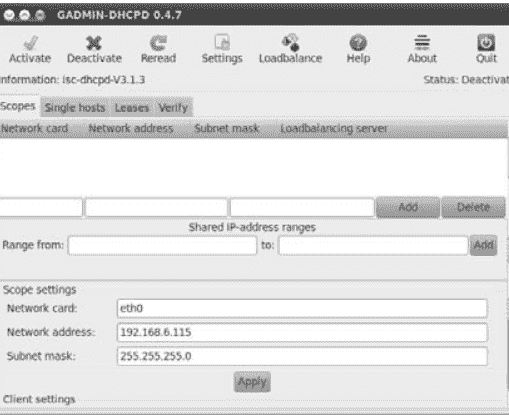 GADMIN-DHCPD 0.4.7
Activate Deactivate Reread Settings Loadbalance Help About Quit
nformation: isc-dhcpd-V3.1.3 Status: Deactivat
Scopes Single hosts Leases Verify
Network card Network address Subnet mask Loadbalancing server
Add Delete
Shared IP-address ranges
Range from: to: Add
Scope settings
Network card: eth0
Network address: 192.168.6.115
Subnet mask: 255.255.255.0
Apply
Client settings